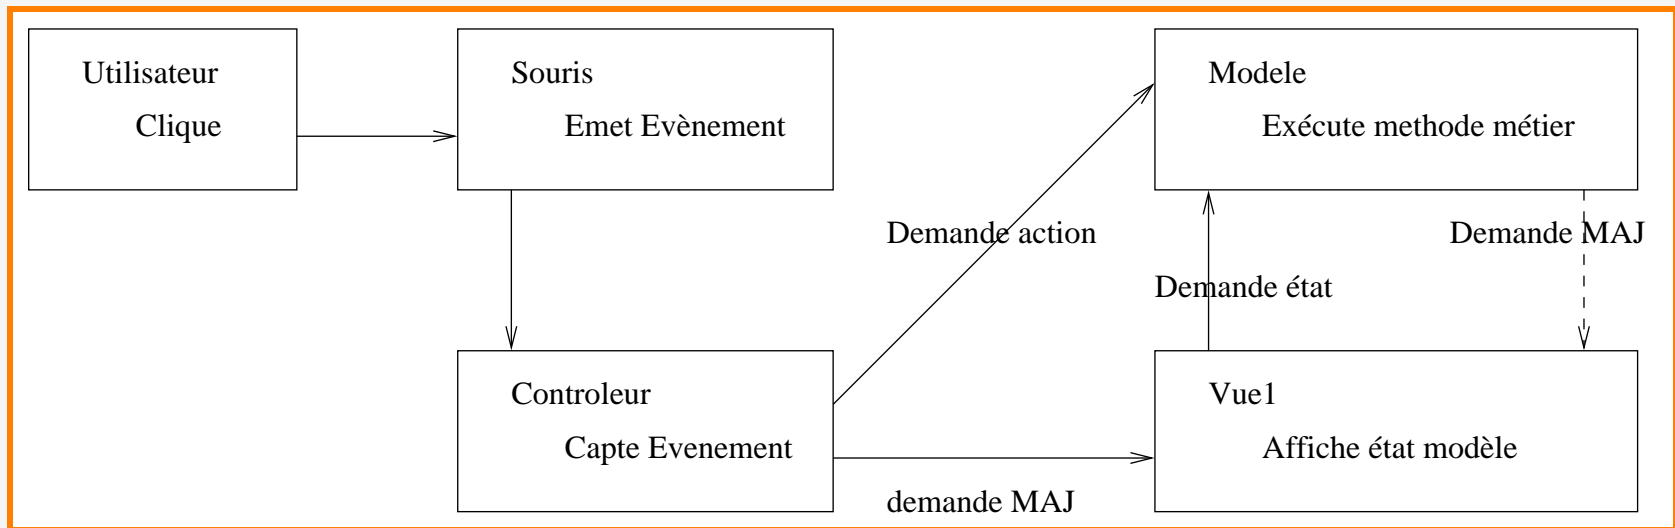 Utilisateur
Clique
Souris
Emet Evènement
Modele
Exécute methode métier
Demande action
Demande MAJ
Demande état
Controleur
Capte Evenement
Vue1
Affiche état modèle
demande MAJ